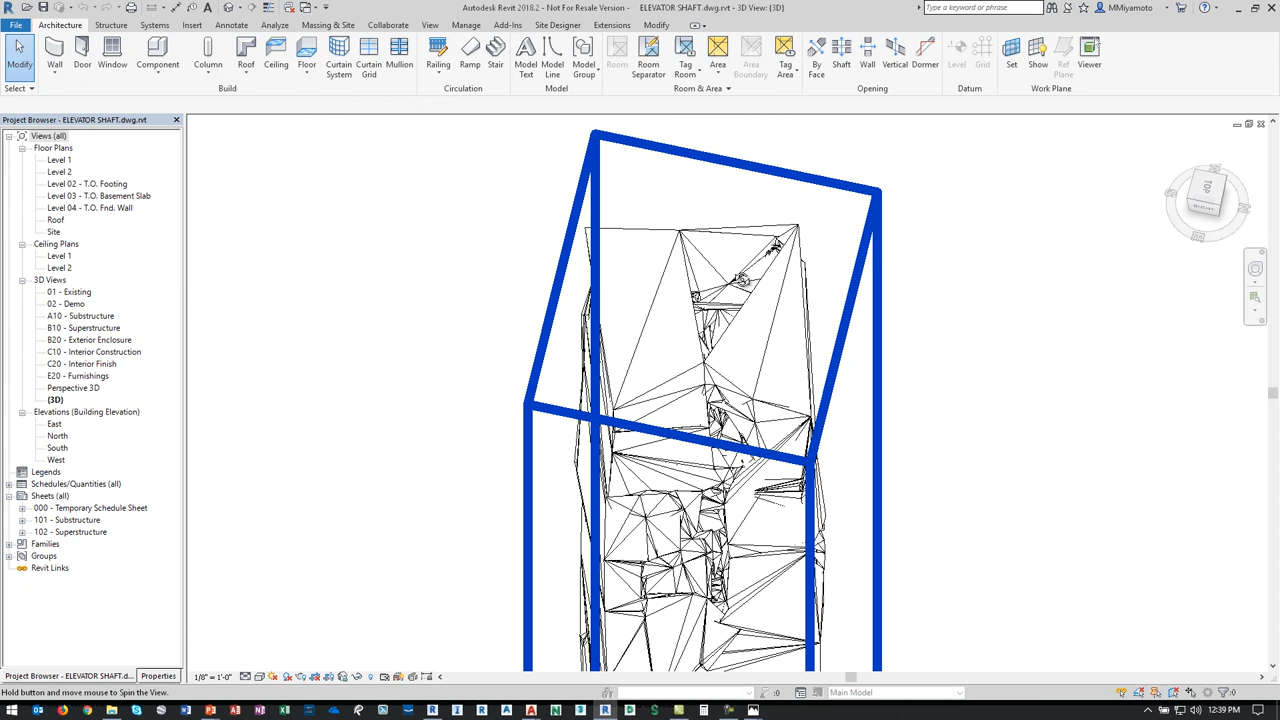 Autodesk Revit 2018.2 - Not For Resale Version - ELEVATOR SHAFT.dwg.rvt - 3D View: {3D}
Type a keyword or phrase
MMiyamoto
File Architecture Structure Systems Insert Annotate Analyze Massing & Site Collaborate View Manage Add-Ins Site Designer Extensions Modify
Modify Wall Door Window Component Column Roof Ceiling Floor Curtain System Curtain Grid Mullion Railing Ramp Stair Model Text Model Line Model Group Room Room Separator Tag Room Area Area Boundary Tag Area By Face Shaft Wall Vertical Dormer Level Grid Set Show Ref Plane Viewer
Select Build Circulation Model Room & Area Opening Datum Work Plane
Project Browser - ELEVATOR SHAFT.dwg.rvt
Views (all)
Floor Plans
Level 1
Level 2
Level 02 - T.O. Footing
Level 03 - T.O. Basement Slab
Level 04 - T.O. Fnd. Wall
Roof
Site
Ceiling Plans
Level 1
Level 2
3D Views
01 - Existing
02 - Demo
A10 - Substructure
B10 - Superstructure
B20 - Exterior Enclosure
C10 - Interior Construction
C20 - Interior Finish
E20 - Furnishings
Perspective 3D
{3D}
Elevations (Building Elevation)
East
North
South
West
Legends
Schedules/Quantities (all)
Sheets (all)
000 - Temporary Schedule Sheet
101 - Substructure
102 - Superstructure
Families
Groups
Revit Links
TOP
Project Browser - ELEVATOR SHAFT.d... Properties
1/8" = 1'-0"
Hold button and move mouse to Spin the View.
:0
Main Model
:0
12:39 PM